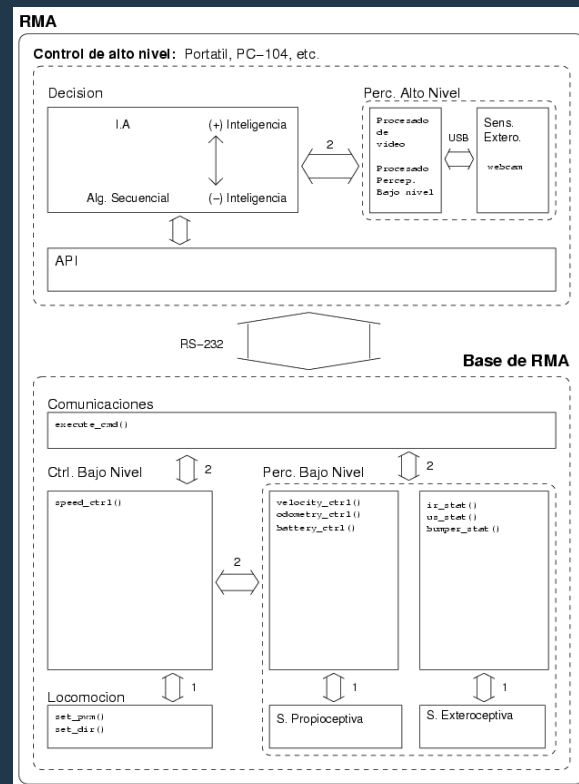 RMA
Control de alto nivel: Portatil, PC-104, etc.
Decision
I.A (+) Inteligencia
Alg. Secuencial (-) Inteligencia
2
Perc. Alto Nivel
Procesado
de
video
Procesado
Percep.
Bajo nivel
USB
Sens.
Extero.
webcam
API
RS-232
Base de RMA
Comunicaciones
execute_cmd()
2
2
Ctrl. Bajo Nivel
speed_ctrl()
2
Perc. Bajo Nivel
velocity_ctrl()
odometry_ctrl()
battery_ctrl()
ir_stat()
us_stat()
bumper_stat()
1
1
1
Locomocion
set_pwm()
set_dir()
S. Propioceptiva
S. Exteroceptiva